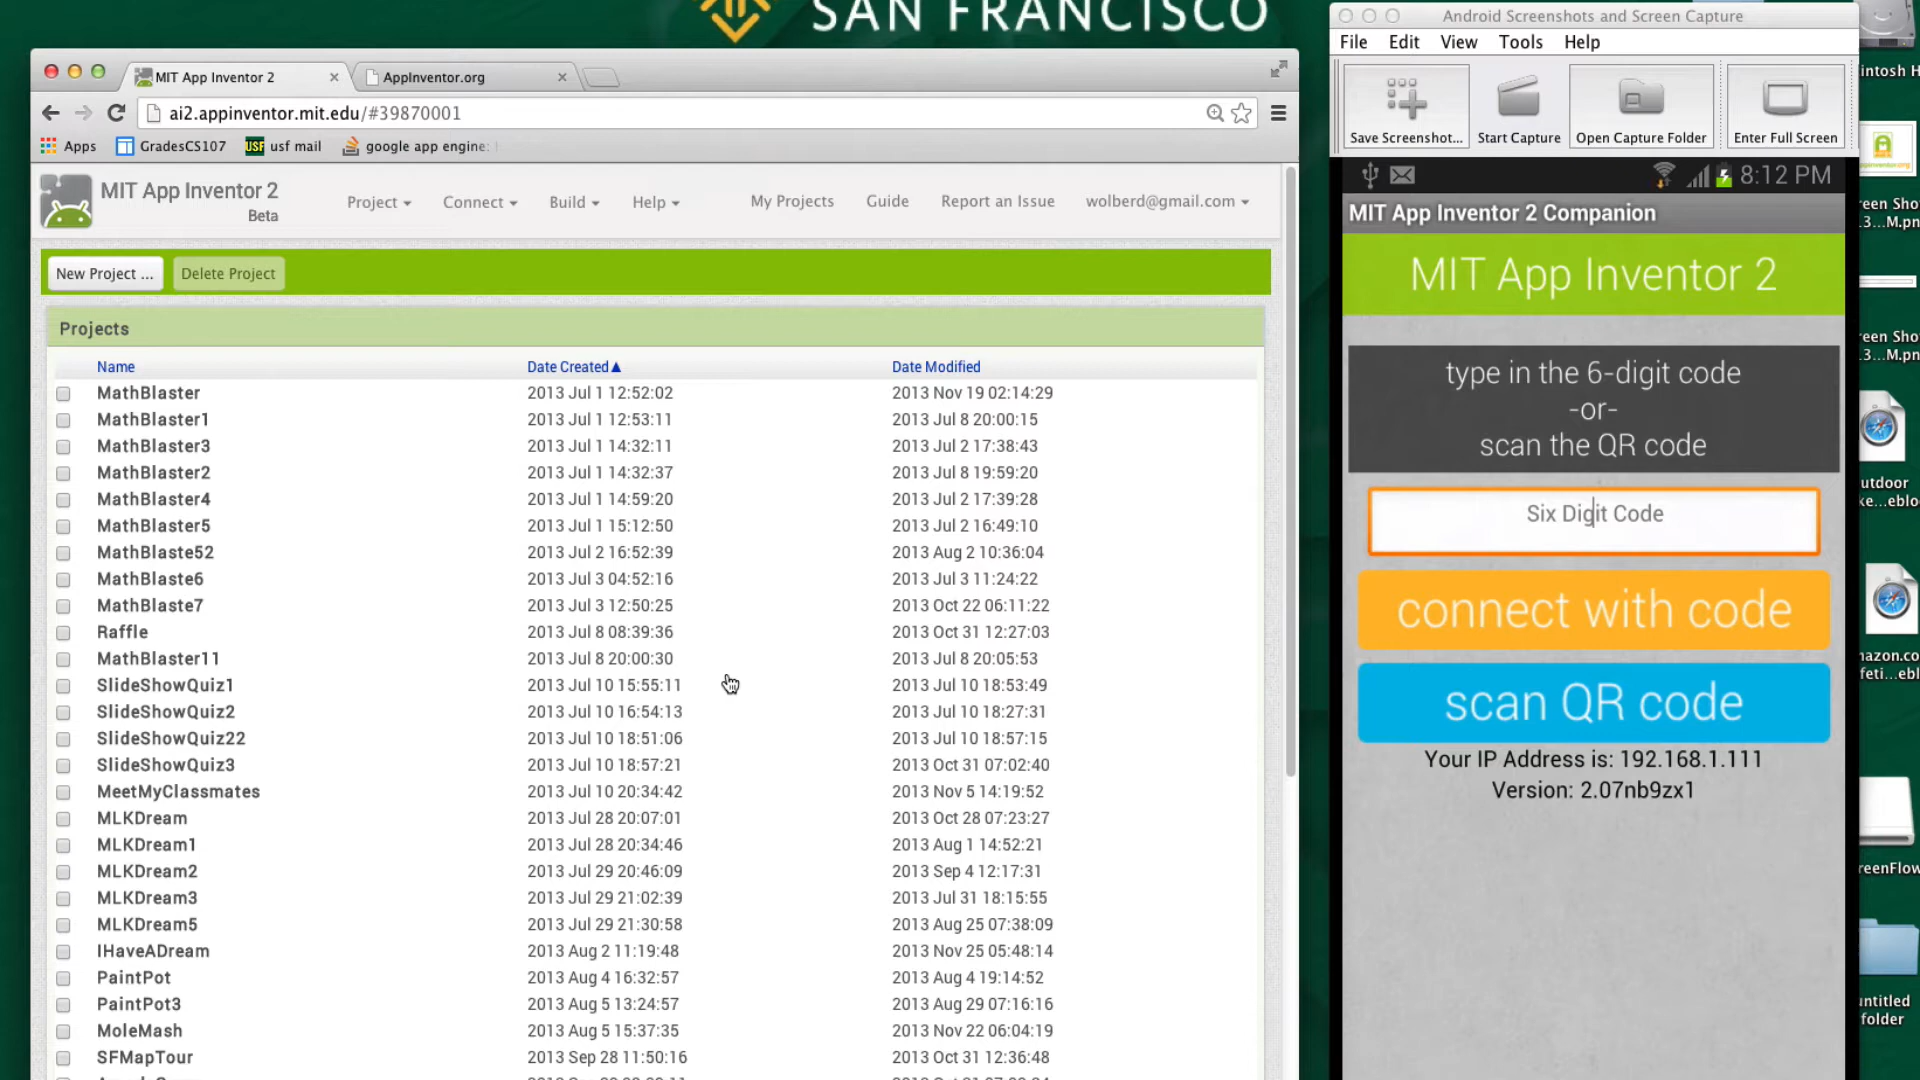 SAN FRANCISCO
MIT App Inventor 2
AppInventor.org
ai2.appinventor.mit.edu/#39870001
Apps
GradesCS107
USF usf mail
google app engine:
MIT App Inventor 2
Beta
Project
Connect
Build
Help
My Projects
Guide
Report an Issue
wolberd@gmail.com
New Project ...
Delete Project
Projects
Name Date Created Date Modified
MathBlaster 2013 Jul 1 12:52:02 2013 Nov 19 02:14:29
MathBlaster1 2013 Jul 1 12:53:11 2013 Jul 8 20:00:15
MathBlaster3 2013 Jul 1 14:32:11 2013 Jul 2 17:38:43
MathBlaster2 2013 Jul 1 14:32:37 2013 Jul 8 19:59:20
MathBlaster4 2013 Jul 1 14:59:20 2013 Jul 2 17:39:28
MathBlaster5 2013 Jul 1 15:12:50 2013 Jul 2 16:49:10
MathBlaste52 2013 Jul 2 16:52:39 2013 Aug 2 10:36:04
MathBlaste6 2013 Jul 3 04:52:16 2013 Jul 3 11:24:22
MathBlaste7 2013 Jul 3 12:50:25 2013 Oct 22 06:11:22
Raffle 2013 Jul 8 08:39:36 2013 Oct 31 12:27:03
MathBlaster11 2013 Jul 8 20:00:30 2013 Jul 8 20:05:53
SlideShowQuiz1 2013 Jul 10 15:55:11 2013 Jul 10 18:53:49
SlideShowQuiz2 2013 Jul 10 16:54:13 2013 Jul 10 18:27:31
SlideShowQuiz22 2013 Jul 10 18:51:06 2013 Jul 10 18:57:15
SlideShowQuiz3 2013 Jul 10 18:57:21 2013 Oct 31 07:02:40
MeetMyClassmates 2013 Jul 10 20:34:42 2013 Nov 5 14:19:52
MLKDream 2013 Jul 28 20:07:01 2013 Oct 28 07:23:27
MLKDream1 2013 Jul 28 20:34:46 2013 Aug 1 14:52:21
MLKDream2 2013 Jul 29 20:46:09 2013 Sep 4 12:17:31
MLKDream3 2013 Jul 29 21:02:39 2013 Jul 31 18:15:55
MLKDream5 2013 Jul 29 21:30:58 2013 Aug 25 07:38:09
IHaveADream 2013 Aug 2 11:19:48 2013 Nov 25 05:48:14
PaintPot 2013 Aug 4 16:32:57 2013 Aug 4 19:14:52
PaintPot3 2013 Aug 5 13:24:57 2013 Aug 29 07:16:16
MoleMash 2013 Aug 5 15:37:35 2013 Nov 22 06:04:19
SFMapTour 2013 Sep 28 11:50:16 2013 Oct 31 12:36:48
Android Screenshots and Screen Capture
File Edit View Tools Help
Save Screenshot...
Start Capture
Open Capture Folder
Enter Full Screen
8:12 PM
MIT App Inventor 2 Companion
MIT App Inventor 2
type in the 6-digit code
-or-
scan the QR code
Six Digit Code
connect with code
scan QR code
Your IP Address is: 192.168.1.111
Version: 2.07nb9zx1
intosh H
een Sho
3...M.pn
reen Sho
3...M.pn
utdoor
ke...eblo
nazon.co
feti...ebl
reenFlow
untitled
folder